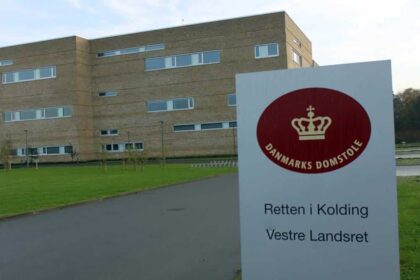 DANMARKS DOMSTOLE
Retten i Kolding
Vestre Landsret